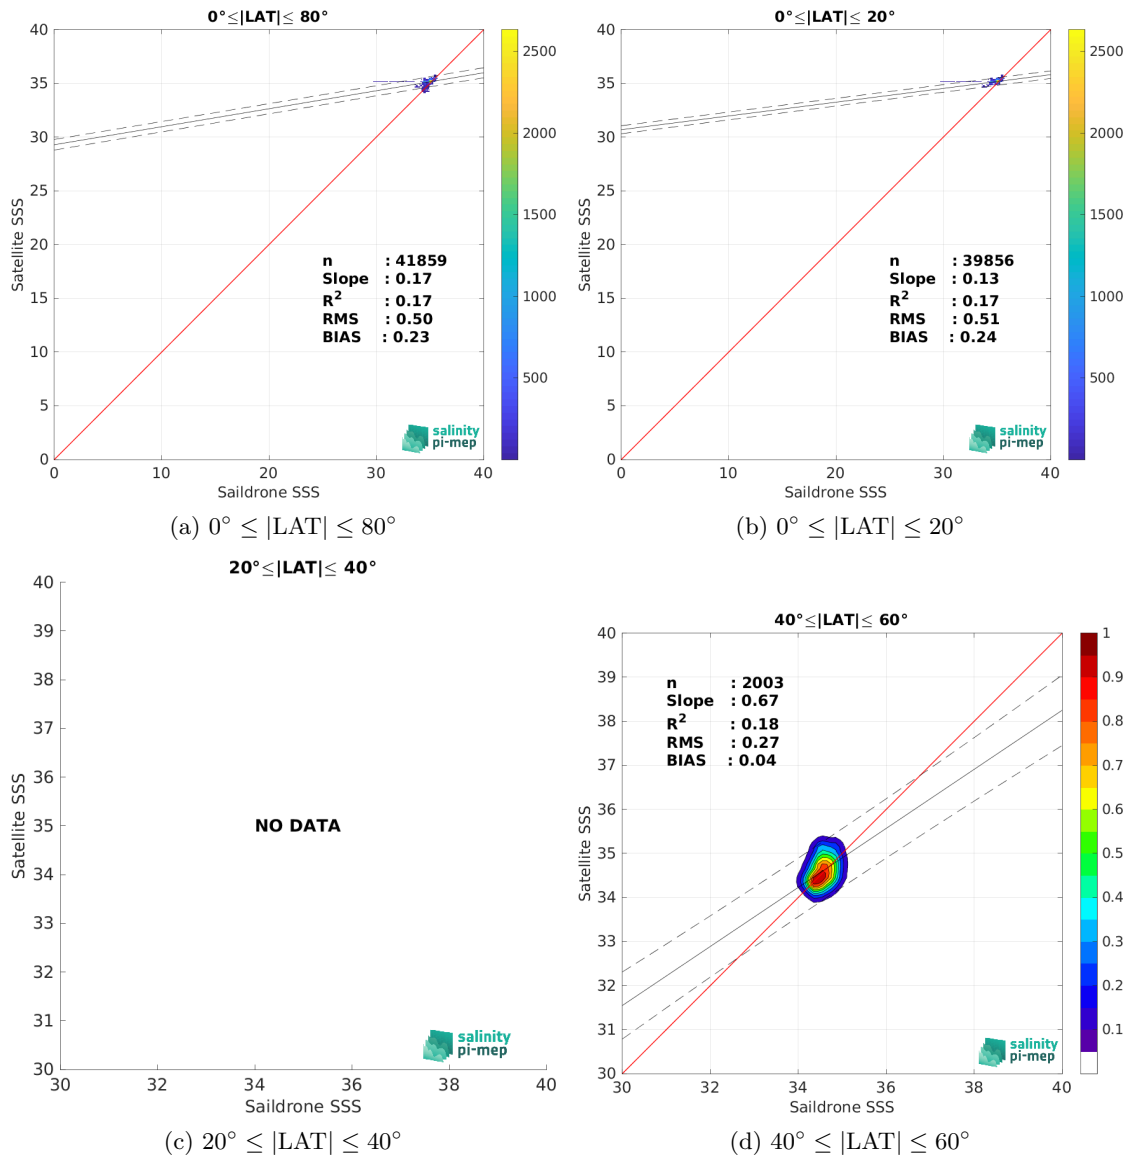 0°≤|LAT|≤ 80°
40
35
30
25
20
15
10
5
0
Satellite SSS
n : 41859
Slope : 0.17
R² : 0.17
RMS : 0.50
BIAS : 0.23
salinity
pi-mep
0 10 20 30 40
Saildrone SSS
2500
2000
1500
1000
500
(a) 0° ≤ |LAT| ≤ 80°
0°≤|LAT|≤ 20°
40
35
30
25
20
15
10
5
0
Satellite SSS
n : 39856
Slope : 0.13
R² : 0.17
RMS : 0.51
BIAS : 0.24
salinity
pi-mep
0 10 20 30 40
Saildrone SSS
2500
2000
1500
1000
500
(b) 0° ≤ |LAT| ≤ 20°
20°≤|LAT|≤ 40°
40
39
38
37
36
35
34
33
32
31
30
Satellite SSS
NO DATA
salinity
pi-mep
30 32 34 36 38 40
Saildrone SSS
(c) 20° ≤ |LAT| ≤ 40°
40°≤|LAT|≤ 60°
40
39
38
37
36
35
34
33
32
31
30
Satellite SSS
n : 2003
Slope : 0.67
R² : 0.18
RMS : 0.27
BIAS : 0.04
salinity
pi-mep
30 32 34 36 38 40
Saildrone SSS
1
0.9
0.8
0.7
0.6
0.5
0.4
0.3
0.2
0.1
(d) 40° ≤ |LAT| ≤ 60°